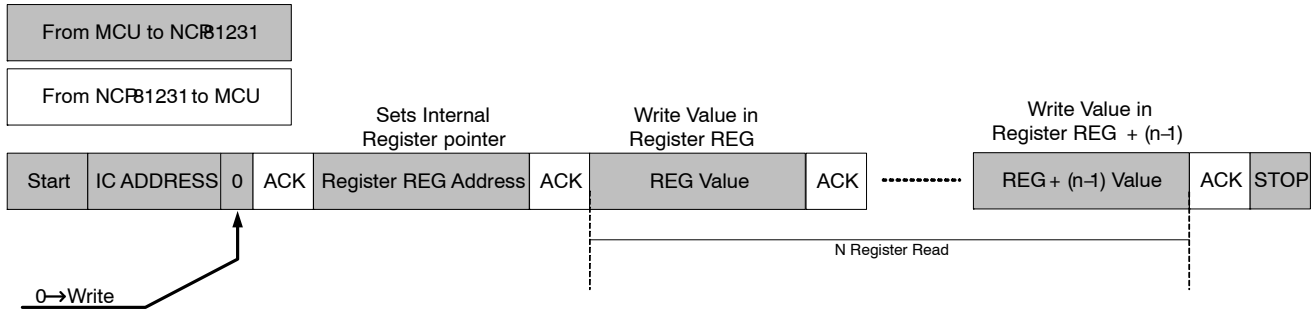 From MCU to NCP81231
From NCP81231 to MCU
Sets Internal
Register pointer
Write Value in
Register REG
Write Value in
Register REG + (n–1)
Start IC ADDRESS 0 ACK Register REG Address ACK REG Value ACK REG + (n–1) Value ACK STOP
N Register Read
0→Write